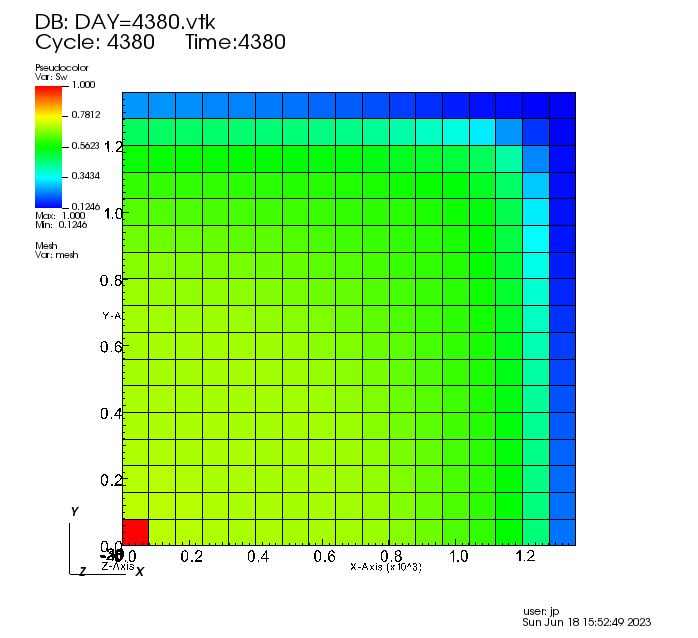 DB: DAY=4380.vtk
Cycle: 4380 Time:4380
Pseudocolor
Var: Sw
1.000
0.7812
0.5623
0.3434
0.1246
Max: 1.000
Min: 0.1246
Mesh
Var: mesh
1.2
1.0
0.8
Y-A
0.6
0.4
0.2
0.0
0.0 0.2 0.4 0.6 0.8 1.0 1.2
Z-Axis
X-Axis (x10^3)
Y
Z X
user: jp
Sun Jun 18 15:52:49 2023